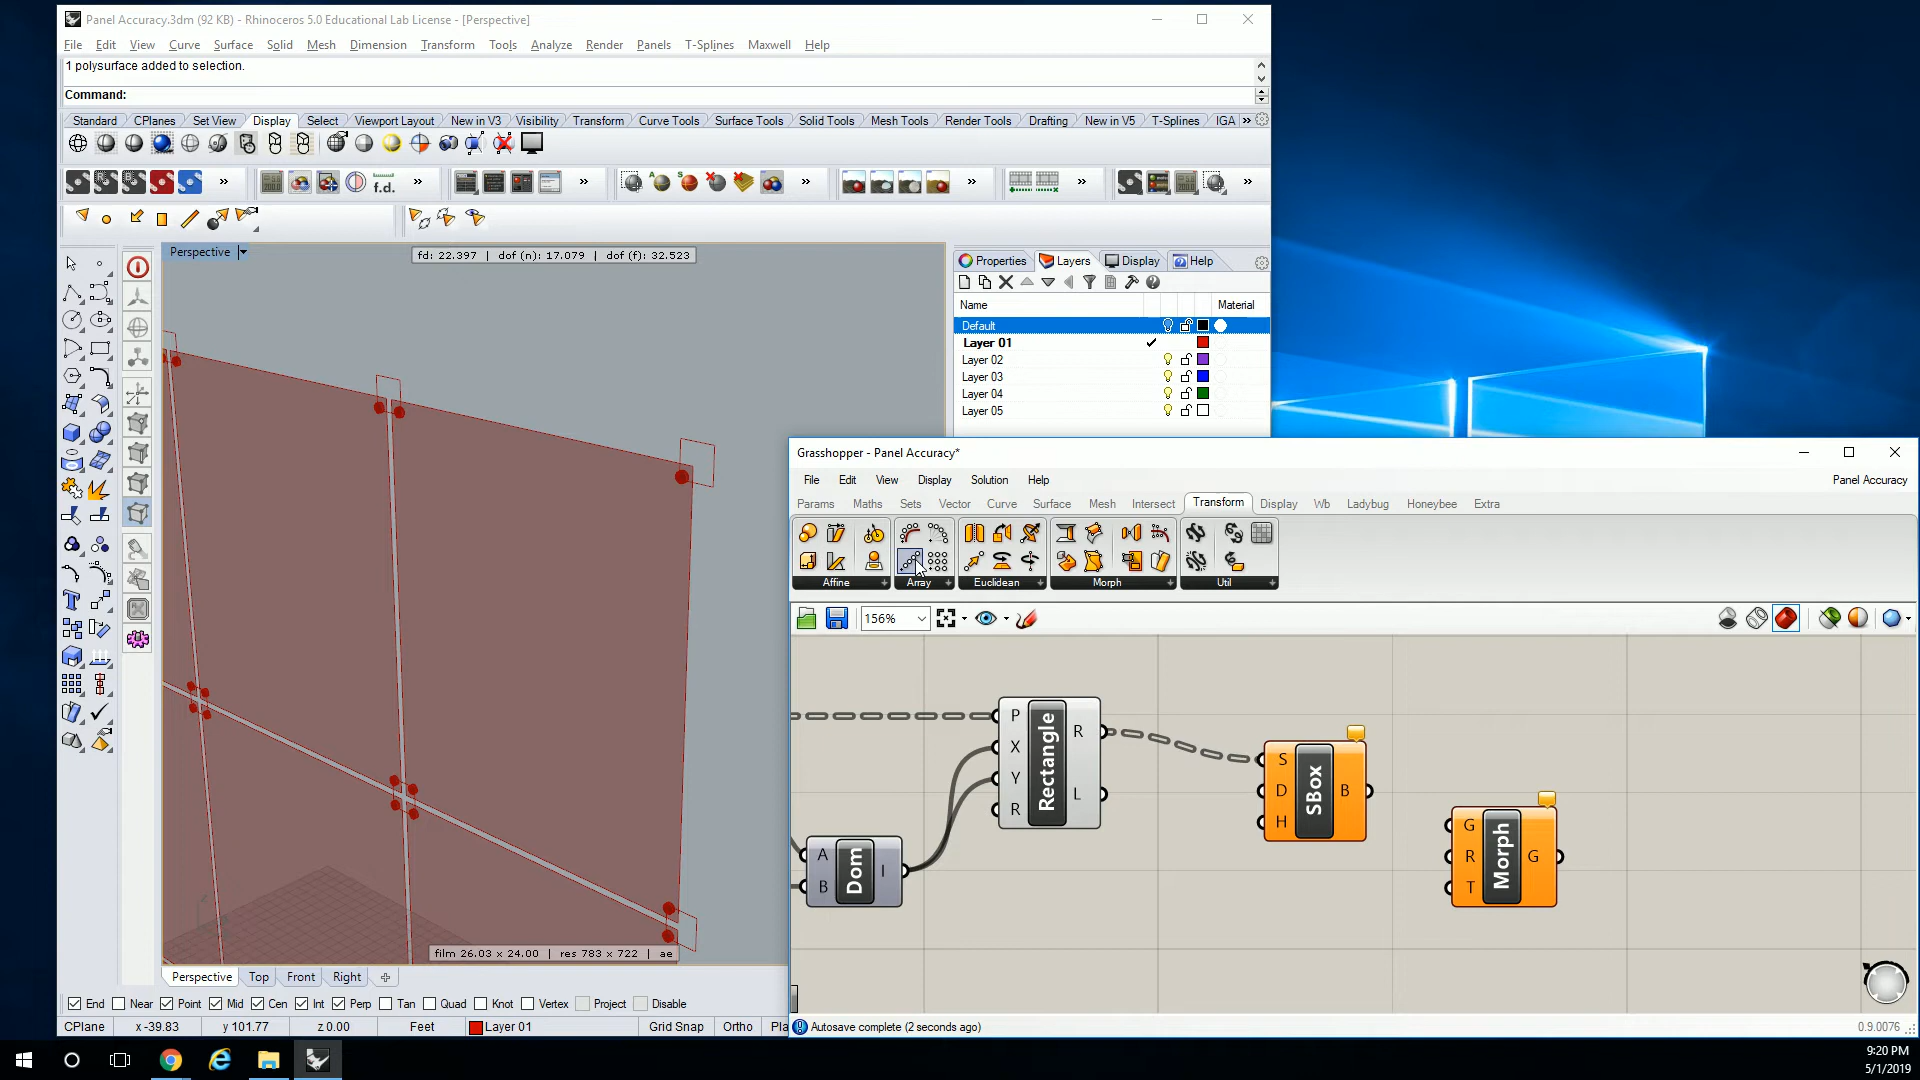 Panel Accuracy.3dm (92 KB) - Rhinoceros 5.0 Educational Lab License - [Perspective]
File Edit View Curve Surface Solid Mesh Dimension Transform Tools Analyze Render Panels T-Splines Maxwell Help
1 polysurface added to selection.
Command:
Standard CPlanes Set View Display Select Viewport Layout New in V3 Visibility Transform Curve Tools Surface Tools Solid Tools Mesh Tools Render Tools Drafting New in V5 T-Splines IGA »
f.d.
Perspective
fd: 22.397 | dof (n): 17.079 | dof (f): 32.523
Properties Layers Display Help
Name Material
Default
Layer 01
Layer 02
Layer 03
Layer 04
Layer 05
Grasshopper - Panel Accuracy*
File Edit View Display Solution Help
Panel Accuracy
Params Maths Sets Vector Curve Surface Mesh Intersect Transform Display Wb Ladybug Honeybee Extra
Affine Array Euclidean Morph Util
156%
P X Y R Rectangle R L
S D H SBox B
G R T Morph G
A B Dom I
film 26.03 x 24.00 | res 783 x 722 | ae
Perspective Top Front Right
End Near Point Mid Cen Int Perp Tan Quad Knot Vertex Project Disable
CPlane x -39.83 y 101.77 z 0.00 Feet Layer 01 Grid Snap Ortho Pla
Autosave complete (2 seconds ago)
0.9.0076
9:20 PM
5/1/2019